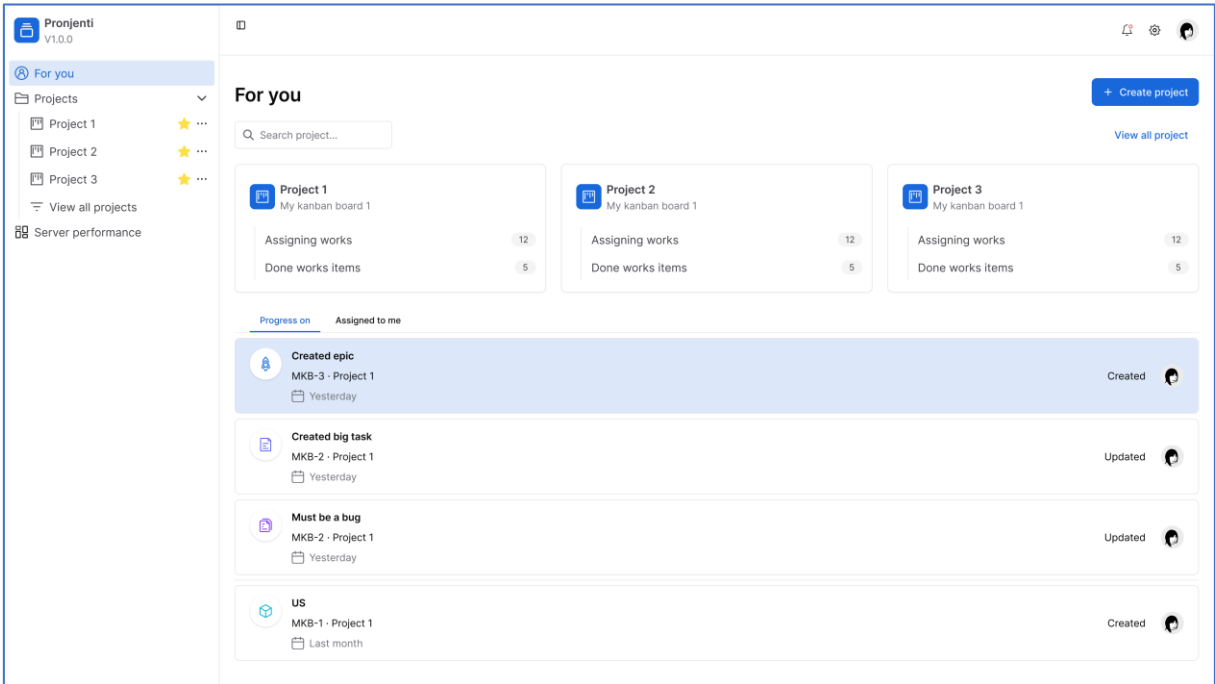 Pronjenti
V1.0.0
For you
Projects
Project 1
Project 2
Project 3
View all projects
Server performance
For you
+ Create project
Search project...
View all project
Project 1
My kanban board 1
Assigning works 12
Done works items 5
Project 2
My kanban board 1
Assigning works 12
Done works items 5
Project 3
My kanban board 1
Assigning works 12
Done works items 5
Progress on Assigned to me
Created epic
MKB-3 · Project 1
Yesterday
Created
Created big task
MKB-2 · Project 1
Yesterday
Updated
Must be a bug
MKB-2 · Project 1
Yesterday
Updated
US
MKB-1 · Project 1
Last month
Created